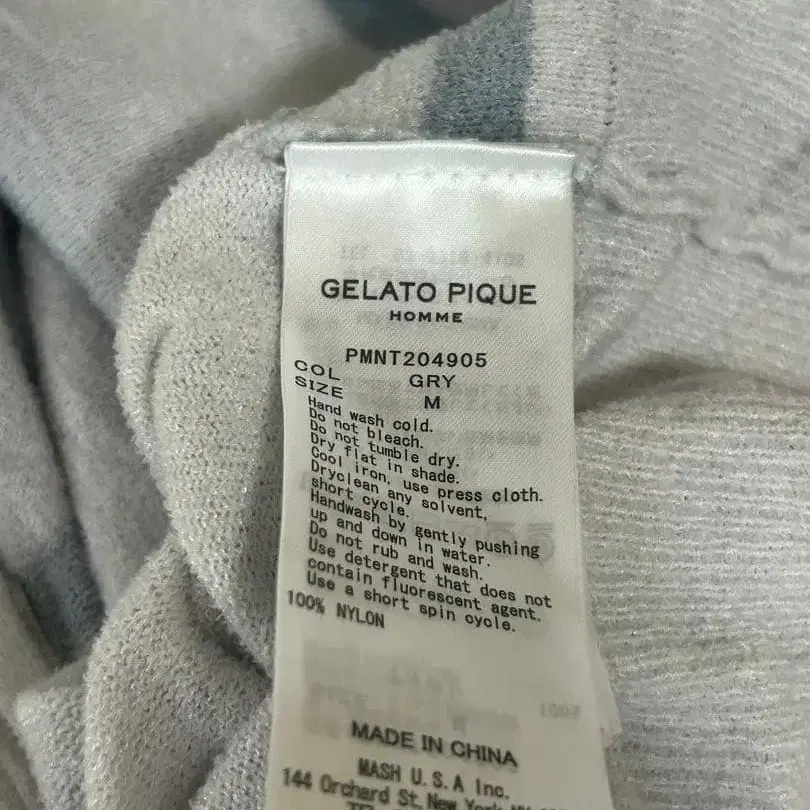 GELATO PIQUE
HOMME
PMNT204905
COL GRY
SIZE M
Hand wash cold.
Do not bleach.
Do not tumble dry.
Dry flat in shade.
Cool iron, use press cloth.
Dryclean any solvent,
short cycle.
Handwash by gently pushing
up and down in water.
Do not rub and wash.
Use detergent that does not
contain fluorescent agent.
Use a short spin cycle.
100% NYLON
MADE IN CHINA
MASH U.S.A Inc.
144 Orchard St, New York